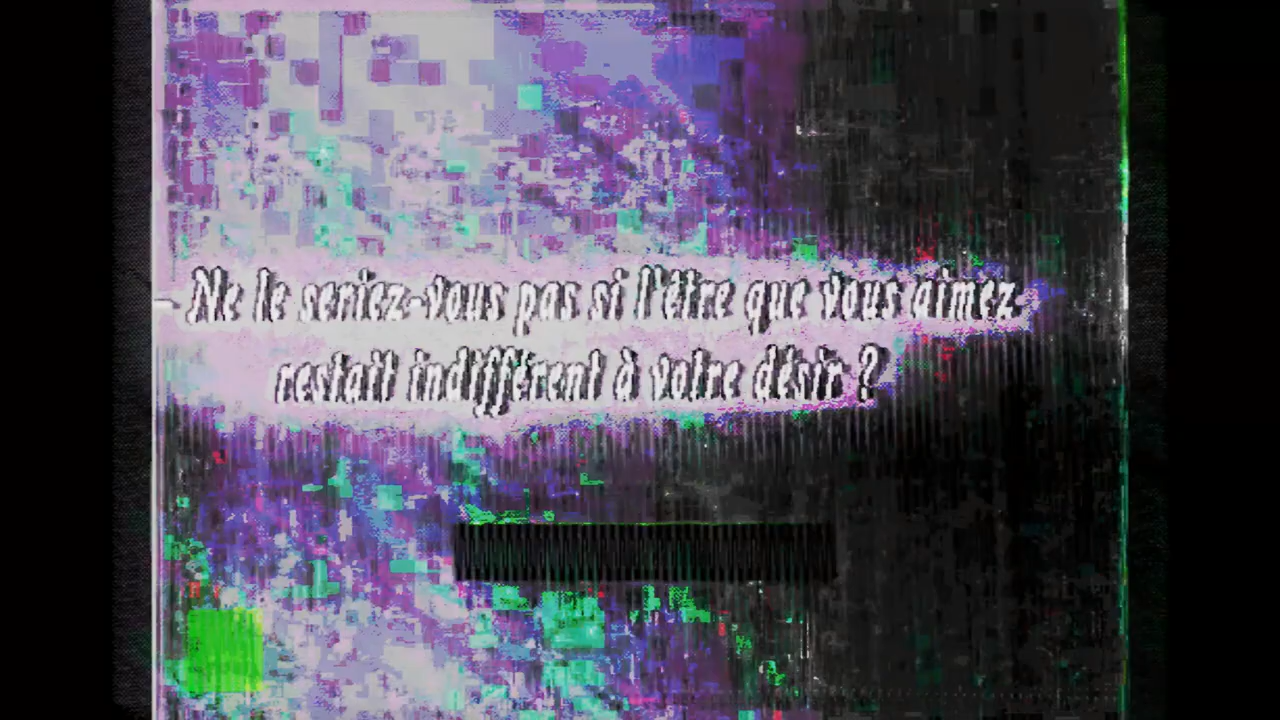 - Ne le seriez-vous pas si l'être que vous aimez
restait indifférent à votre désir ?